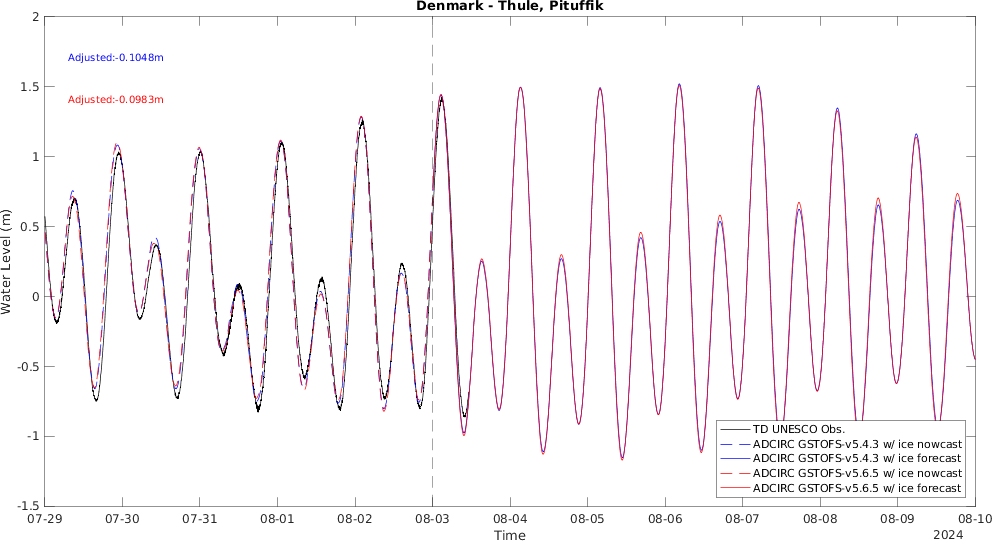 Denmark - Thule, Pituffik
2
Adjusted:-0.1048m
1.5
Adjusted:-0.0983m
1
0.5
Water Level (m)
0
-0.5
-1
TD UNESCO Obs.
ADCIRC GSTOFS-v5.4.3 w/ ice nowcast
ADCIRC GSTOFS-v5.4.3 w/ ice forecast
ADCIRC GSTOFS-v5.6.5 w/ ice nowcast
ADCIRC GSTOFS-v5.6.5 w/ ice forecast
-1.5
07-29 07-30 07-31 08-01 08-02 08-03 08-04 08-05 08-06 08-07 08-08 08-09 08-10
Time
2024